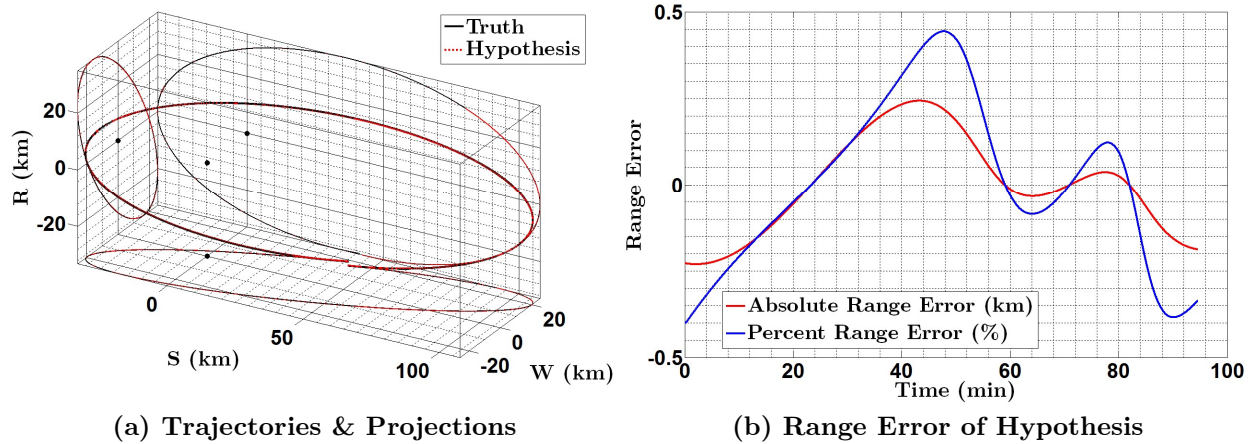 Truth
Hypothesis
R (km)
20
0
-20
0
50
100
S (km)
20
0
-20
W (km)
(a) Trajectories & Projections
0.5
0
-0.5
Range Error
Absolute Range Error (km)
Percent Range Error (%)
0 20 40 60 80 100
Time (min)
(b) Range Error of Hypothesis